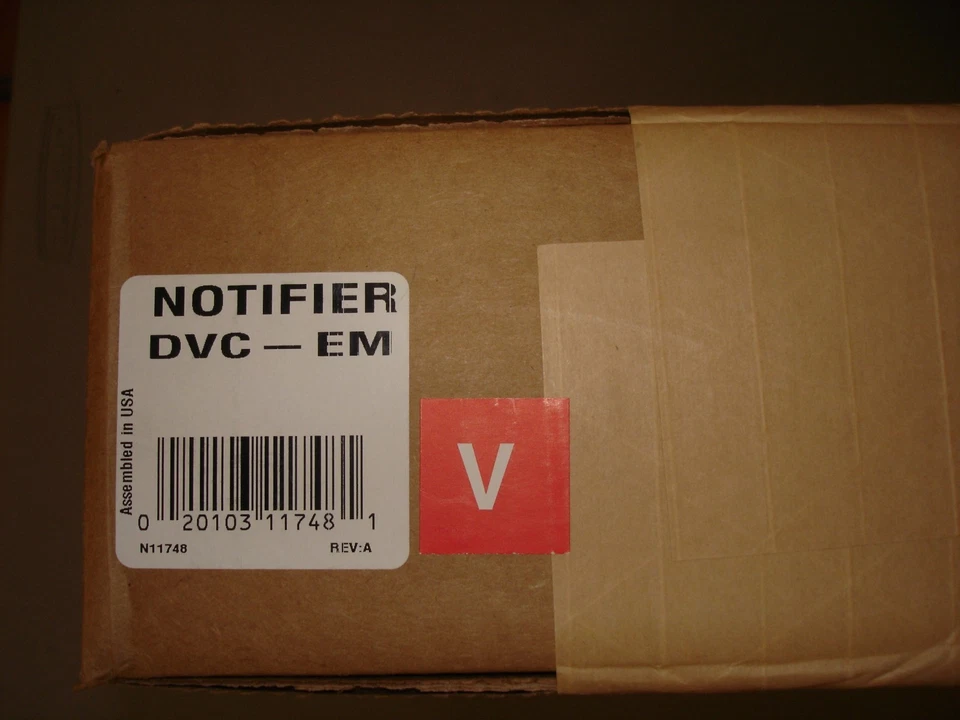 NOTIFIER
DVC — EM
Assembled in USA
0 20103 11748 1
N11748 REV:A
V